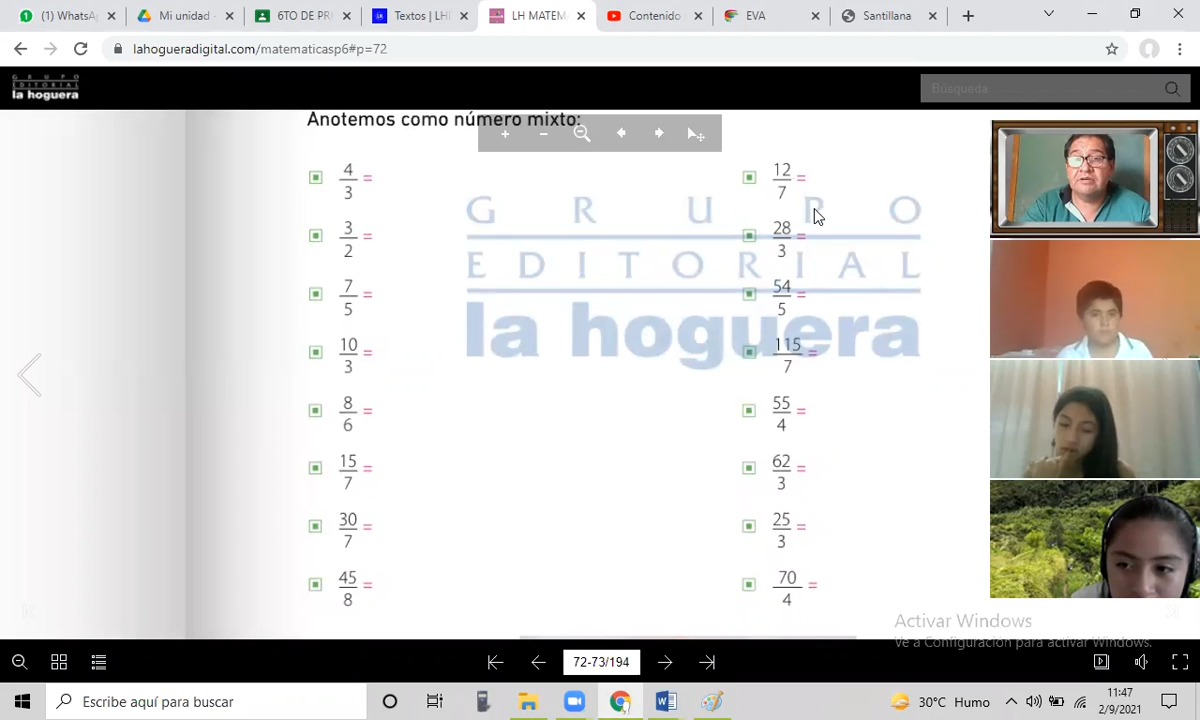 (1) WhatsA
Mi unidad -
6TO DE PRI
Textos | LHI
LH MATEM
Contenido
EVA
Santillana
lahogueradigital.com/matematicasp6#p=72
GRUPO
EDITORIAL
la hoguera
Búsqueda
Anotemos como número mixto:
4/3 =
3/2 =
7/5 =
10/3 =
8/6 =
15/7 =
30/7 =
45/8 =
12/7 =
28/3 =
54/5 =
115/7 =
55/4 =
62/3 =
25/3 =
70/4 =
GRUPO
EDITORIAL
la hoguera
Activar Windows
Ve a Configuración para activar Windows.
72-73/194
Escribe aquí para buscar
30°C Humo
11:47
2/9/2021